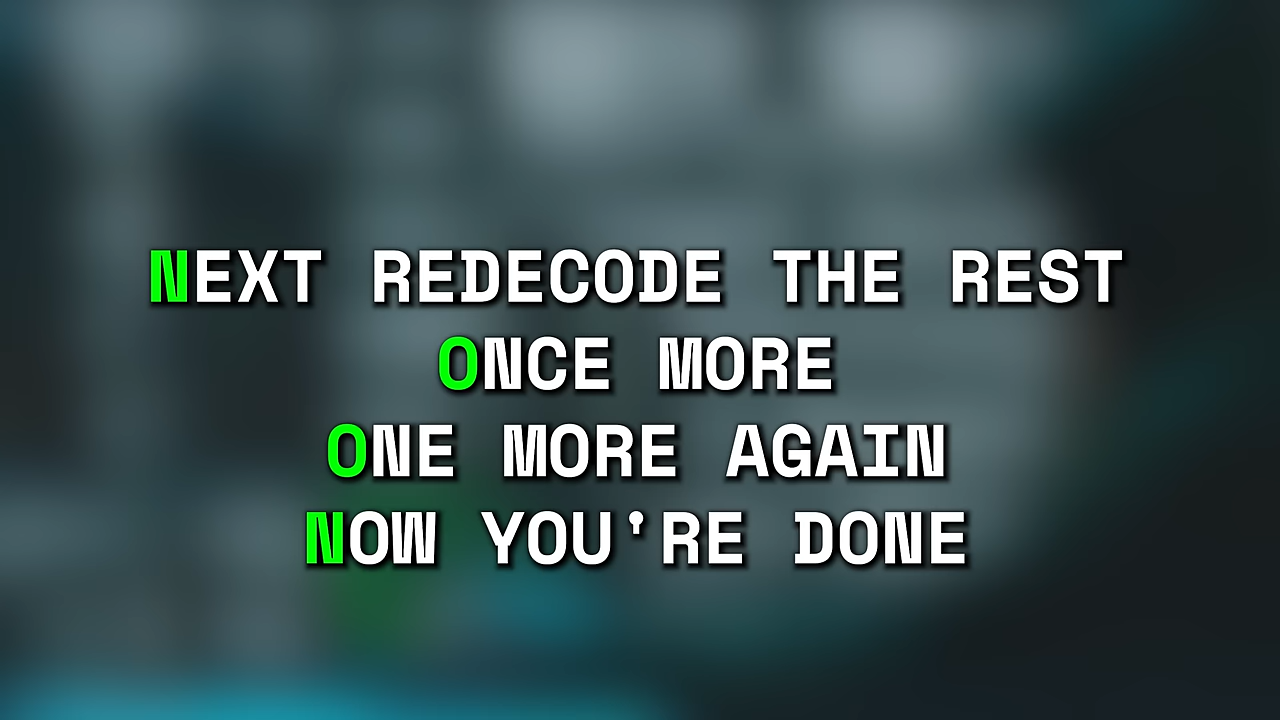 NEXT REDECODE THE REST
ONCE MORE
ONE MORE AGAIN
NOW YOU'RE DONE